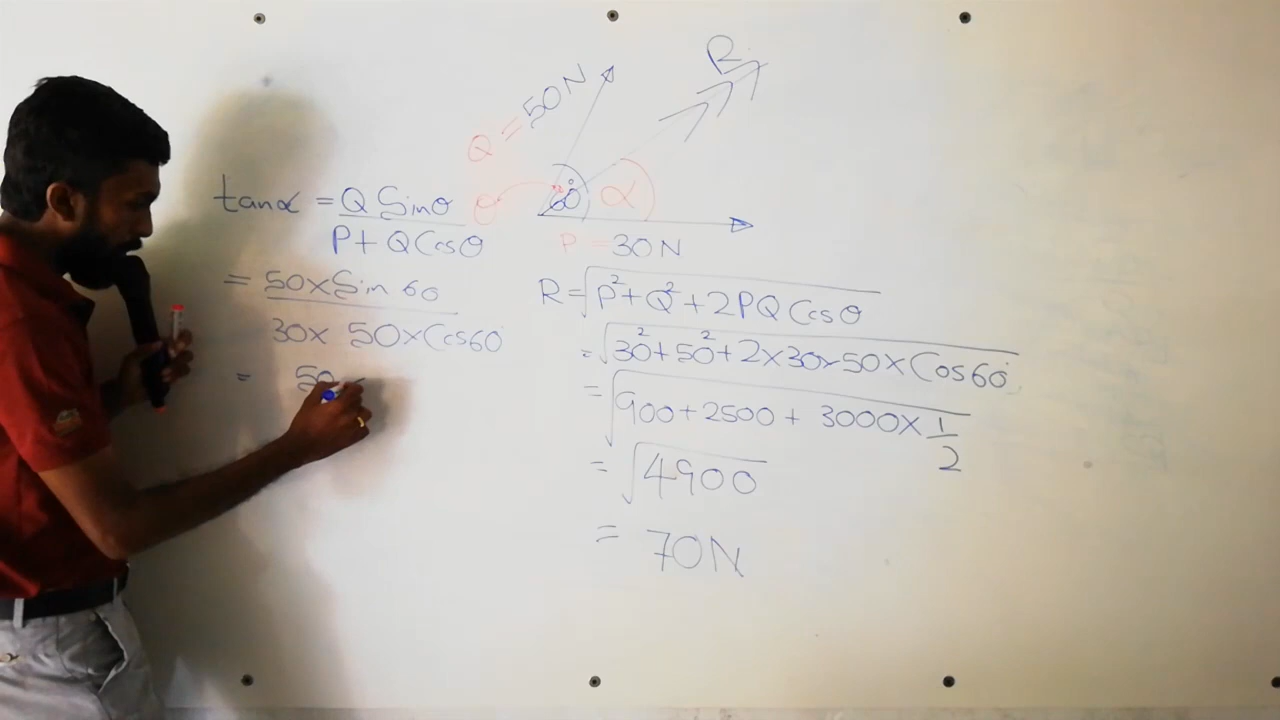 R
Q = 50N
θ 60° α
P = 30N
tanα = Q Sinθ
P + Q Cosθ
= 50×Sin 60
30× 50×Cos60
= 50
R = √P²+Q²+2PQ Cosθ
= √30²+50²+2×30×50×Cos60°
= √900+2500+ 3000×1/2
= √4900
= 70N